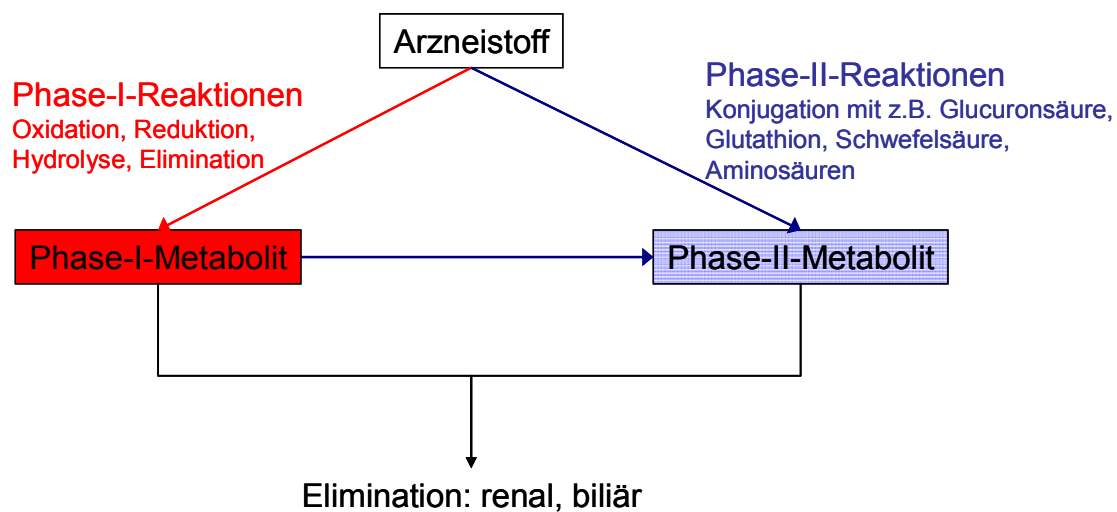 Arzneistoff
Phase-I-Reaktionen
Oxidation, Reduktion,
Hydrolyse, Elimination
Phase-II-Reaktionen
Konjugation mit z.B. Glucuronsäure,
Glutathion, Schwefelsäure,
Aminosäuren
Phase-I-Metabolit
Phase-II-Metabolit
Elimination: renal, biliär